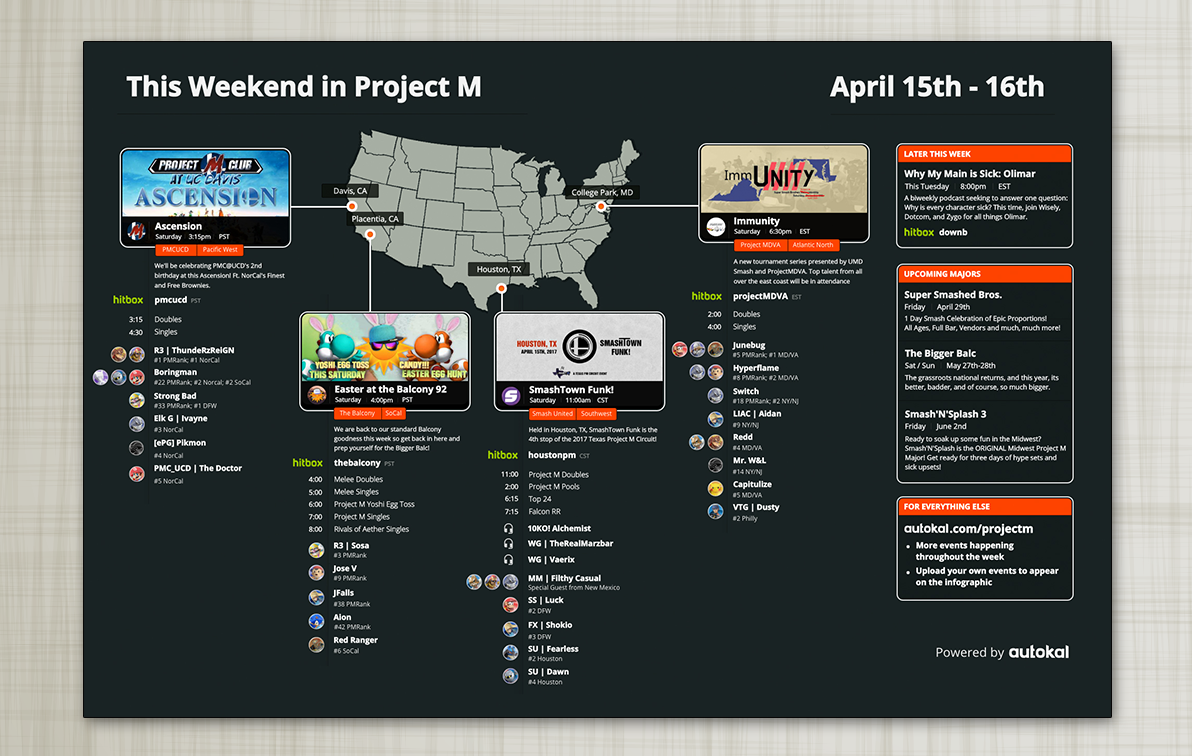 This Weekend in Project M
April 15th - 16th
PROJECT M CLUB
AT UC DAVIS
ASCENSION
Ascension
Saturday 3:15pm PST
PMCUCD Pacific West
We'll be celebrating PMC@UCD's 2nd
birthday at this Ascension! Ft. NorCal's Finest
and Free Brownies.
hitbox pmcucd PST
3:15 Doubles
4:30 Singles
R3 | ThundeRzReiGN
#1 PMRank; #1 NorCal
Boringman
#22 PMRank; #2 Norcal; #2 SoCal
Strong Bad
#33 PMRank; #1 DFW
Elk G | Ivayne
#3 NorCal
[ePG] Pikmon
#4 NorCal
PMC_UCD | The Doctor
#5 NorCal
Davis, CA
Placentia, CA
Houston, TX
College Park, MD
YOSHI EGG TOSS
THIS SATURDAY
CANDY!!!
EASTER EGG HUNT
Easter at the Balcony 92
Saturday 4:00pm PST
The Balcony SoCal
We are back to our standard Balcony
goodness this week so get back in here and
prep yourself for the Bigger Balc!
hitbox thebalcony PST
4:00 Melee Doubles
5:00 Melee Singles
6:00 Project M Yoshi Egg Toss
7:00 Project M Singles
8:00 Rivals of Aether Singles
R3 | Sosa
#3 PMRank
Jose V
#9 PMRank
JFalls
#38 PMRank
Aion
#42 PMRank
Red Ranger
#6 SoCal
HOUSTON, TX
APRIL 15TH, 2017
SMASHTOWN
FUNK!
A TEXAS PM CIRCUIT EVENT
SmashTown Funk!
Saturday 11:00am CST
Smash United Southwest
Held in Houston, TX, SmashTown Funk is the
4th stop of the 2017 Texas Project M Circuit!
hitbox houstonpm CST
11:00 Project M Doubles
2:00 Project M Pools
6:15 Top 24
7:15 Falcon RR
10KO! Alchemist
WG | TheRealMarzbar
WG | Vaerix
MM | Filthy Casual
Special Guest from New Mexico
SS | Luck
#2 DFW
FX | Shokio
#3 DFW
SU | Fearless
#2 Houston
SU | Dawn
#4 Houston
ImmUNITY
Immunity
Saturday 6:30pm EST
Project MDVA Atlantic North
A new tournament series presented by UMD
Smash and ProjectMDVA. Top talent from all
over the east coast will be in attendance
hitbox projectMDVA EST
2:00 Doubles
4:00 Singles
Junebug
#5 PMRank; #1 MD/VA
Hyperflame
#8 PMRank; #2 MD/VA
Switch
#18 PMRank; #2 NY/NJ
LIAC | Aidan
#9 NY/NJ
Redd
#4 MD/VA
Mr. W&L
#14 NY/NJ
Capitulize
#5 MD/VA
VTG | Dusty
#2 Philly
LATER THIS WEEK
Why My Main is Sick: Olimar
This Tuesday 8:00pm EST
A biweekly podcast seeking to answer one question:
Why is every character sick? This time, join Wisely,
Dotcom, and Zygo for all things Olimar.
hitbox downb
UPCOMING MAJORS
Super Smashed Bros.
Friday April 29th
1 Day Smash Celebration of Epic Proportions!
All Ages, Full Bar, Vendors and much, much more!
The Bigger Balc
Sat / Sun May 27th-28th
The grassroots national returns, and this year, its
better, badder, and of course, so much bigger.
Smash'N'Splash 3
Friday June 2nd
Ready to soak up some fun in the Midwest?
Smash'N'Splash is the ORIGINAL Midwest Project M
Major! Get ready for three days of hype sets and
sick upsets!
FOR EVERYTHING ELSE
autokal.com/projectm
• More events happening
throughout the week
• Upload your own events to appear
on the infographic
Powered by autokal